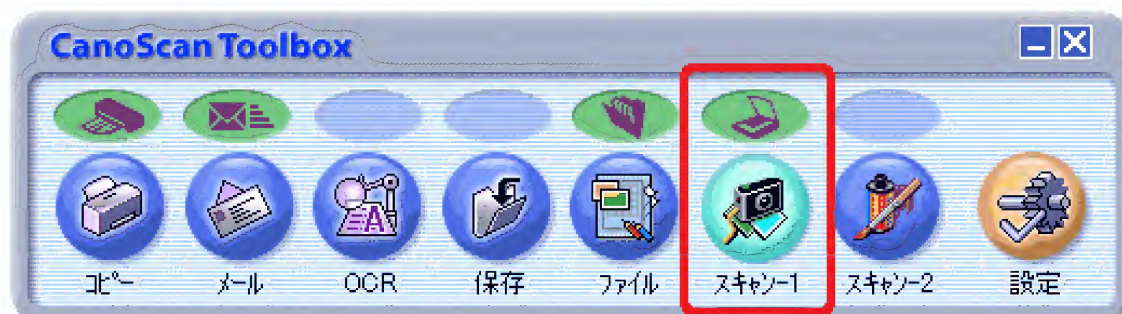 CanoScan Toolbox
ｺﾋﾟｰ ﾒｰﾙ OCR 保存 ﾌｧｲﾙ ｽｷｬﾝ-1 ｽｷｬﾝ-2 設定